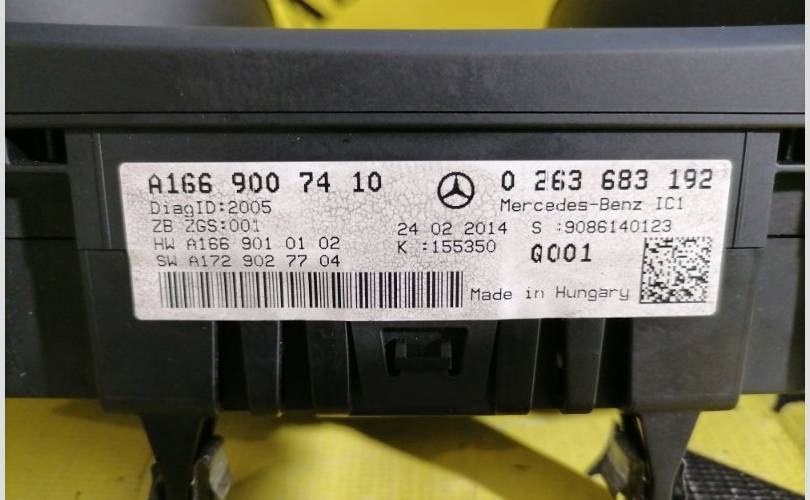 A166 900 74 10
0 263 683 192
DiagID:2005
Mercedes-Benz IC1
ZB ZGS:001
24 02 2014 S :9086140123
HW A166 901 01 02
K :155350
Q001
SW A172 902 77 04
Made in Hungary